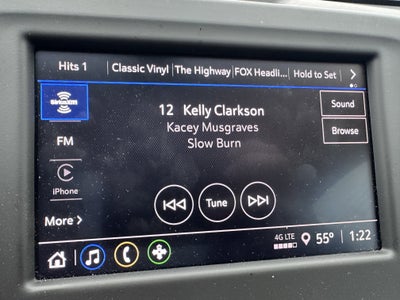 Hits 1 Classic Vinyl The Highway FOX Headli... Hold to Set >
SiriusXM
12 Kelly Clarkson
Sound
Kacey Musgraves
FM
Browse
Slow Burn
iPhone
Tune
More >
4G LTE 55° 1:22